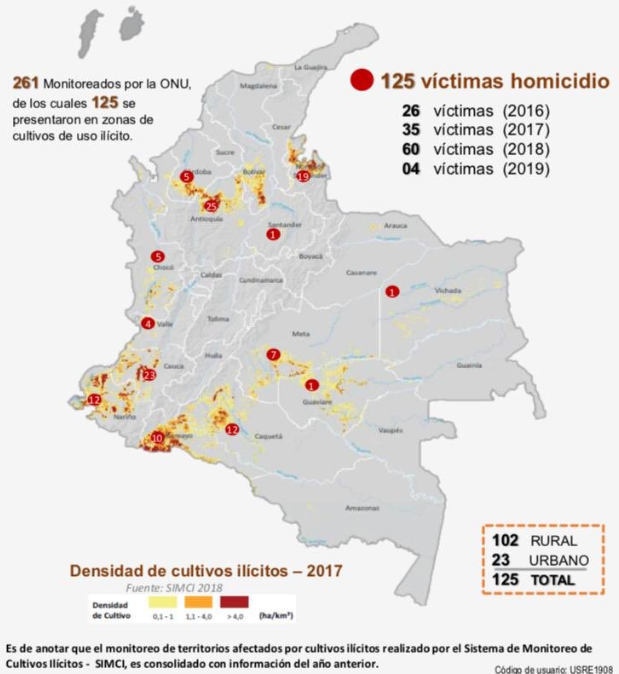 261 Monitoreados por la ONU,
de los cuales 125 se
presentaron en zonas de
cultivos de uso ilícito.
125 víctimas homicidio
26 víctimas (2016)
35 víctimas (2017)
60 víctimas (2018)
04 víctimas (2019)
La Guajira
Magdalena
Cesar
Sucre
Bolívar
5
19
25
Antioquia
Santander
1
Arauca
Boyacá
5
Chocó
Caldas
Cundinamarca
Casanare
1
Vichada
4
Valle
Tolima
Meta
7
Huila
Cauca
23
1
Guainía
Guaviare
12
Nariño
10
12
Caquetá
Vaupés
Amazonas
102 RURAL
23 URBANO
125 TOTAL
Densidad de cultivos ilícitos – 2017
Fuente: SIMCI 2018
Densidad
de Cultivo
0,1 - 1
1,1 - 4,0
> 4,0
(ha/km²)
Es de anotar que el monitoreo de territorios afectados por cultivos ilícitos realizado por el Sistema de Monitoreo de
Cultivos Ilícitos - SIMCI, es consolidado con información del año anterior.
Código de usuario: USRE1908